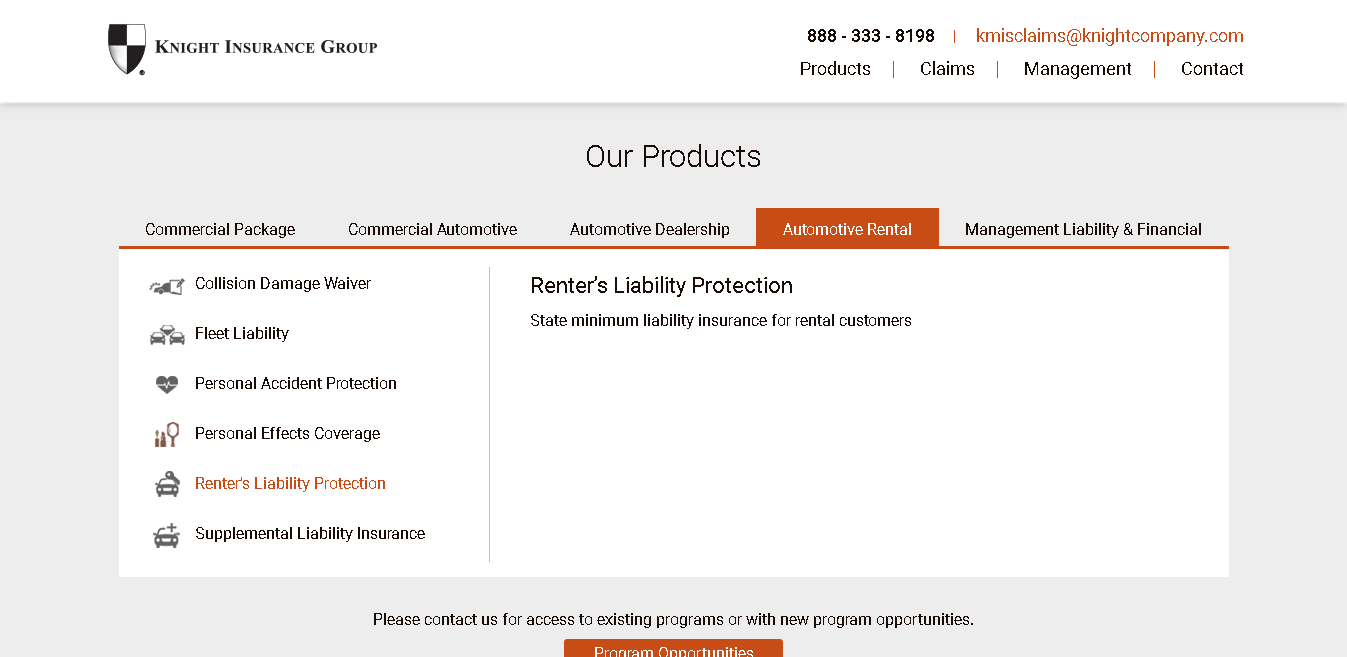 KNIGHT INSURANCE GROUP
888 - 333 - 8198 | kmisclaims@knightcompany.com
Products | Claims | Management | Contact
Our Products
Commercial Package Commercial Automotive Automotive Dealership Automotive Rental Management Liability & Financial
Collision Damage Waiver
Fleet Liability
Personal Accident Protection
Personal Effects Coverage
Renter's Liability Protection
Supplemental Liability Insurance
Renter's Liability Protection
State minimum liability insurance for rental customers
Please contact us for access to existing programs or with new program opportunities.
Program Opportunities